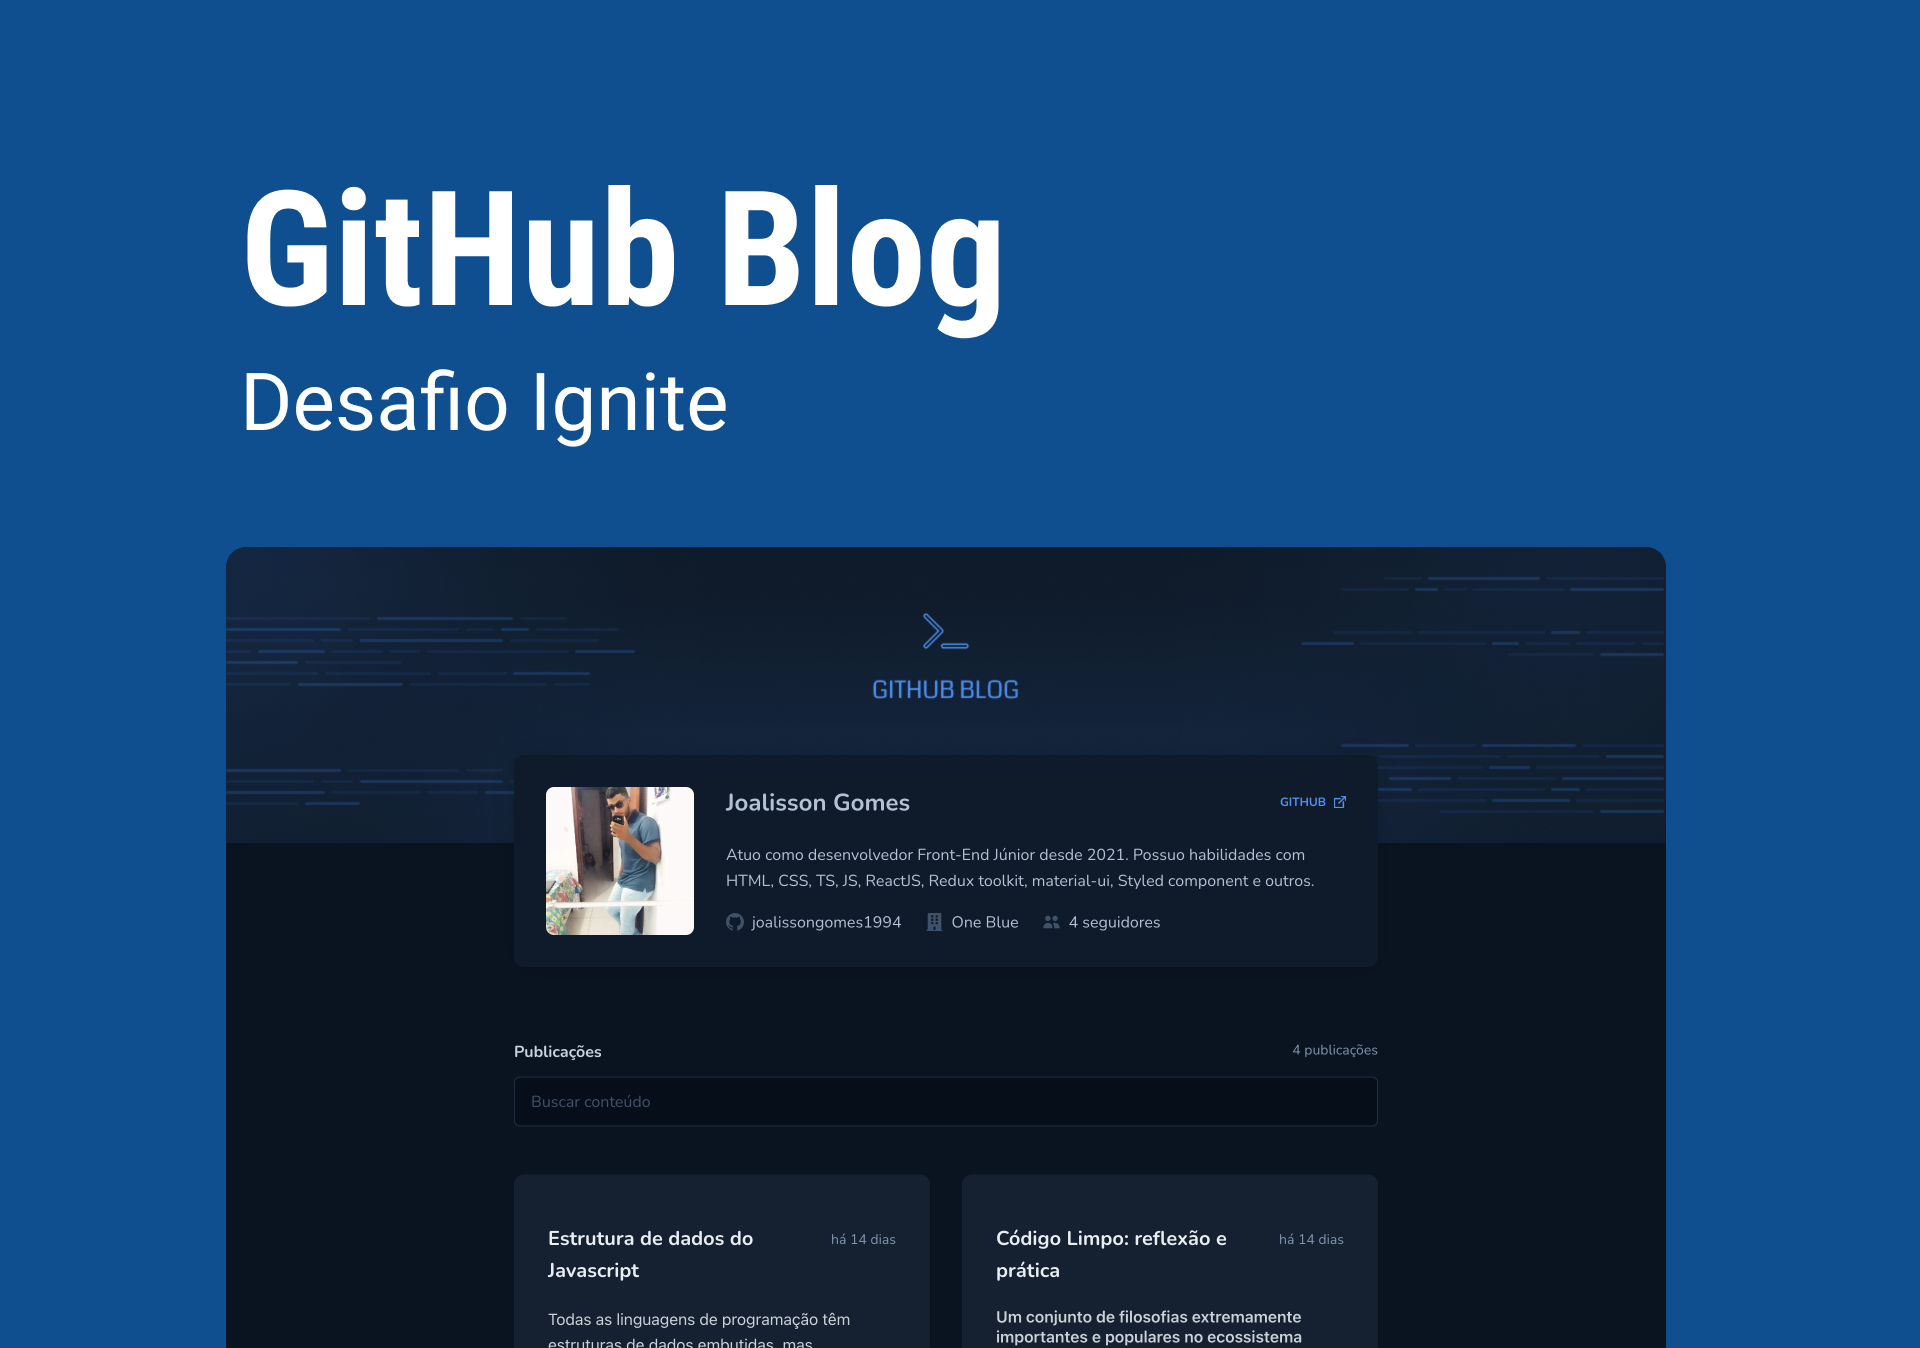 GitHub Blog
Desafio Ignite
GITHUB BLOG
Joalisson Gomes
GITHUB
Atuo como desenvolvedor Front-End Júnior desde 2021. Possuo habilidades com
HTML, CSS, TS, JS, ReactJS, Redux toolkit, material-ui, Styled component e outros.
joalissongomes1994 One Blue 4 seguidores
Publicações 4 publicações
Buscar conteúdo
Estrutura de dados do
Javascript
há 14 dias
Todas as linguagens de programação têm
estruturas de dados embutidas, mas
Código Limpo: reflexão e
prática
há 14 dias
Um conjunto de filosofias extremamente
importantes e populares no ecossistema